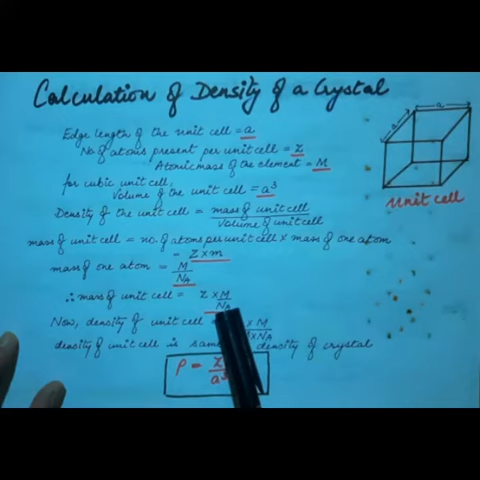 Calculation of Density of a Crystal
a
a
Edge length of the unit cell = a
No. of atoms present per unit cell = Z
Atomic mass of the element = M
for cubic unit cell,
Volume of the unit cell = a³
unit cell
Density of the unit cell = mass of unit cell / Volume of unit cell
mass of unit cell = no. of atoms per unit cell × mass of one atom
= Z × m
mass of one atom = M / NA
∴ mass of unit cell = Z × M / NA
Now, density of unit cell × M / × NA
density of unit cell is same density of crystal
ρ = Z / a³